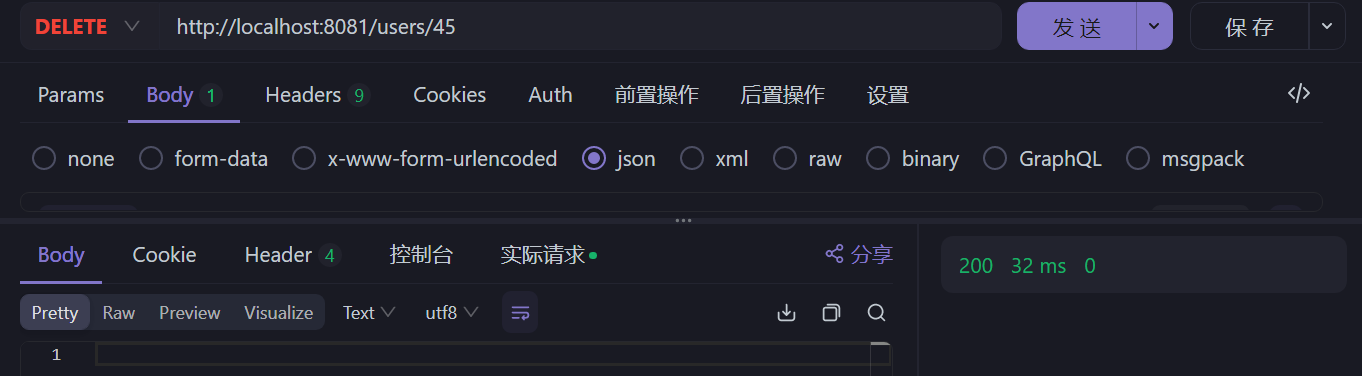 DELETE http://localhost:8081/users/45 发 送 保 存
Params Body 1 Headers 9 Cookies Auth 前置操作 后置操作 设置 </>
none form-data x-www-form-urlencoded json xml raw binary GraphQL msgpack
Body Cookie Header 4 控制台 实际请求 分享
200 32 ms 0
Pretty Raw Preview Visualize Text utf8
1